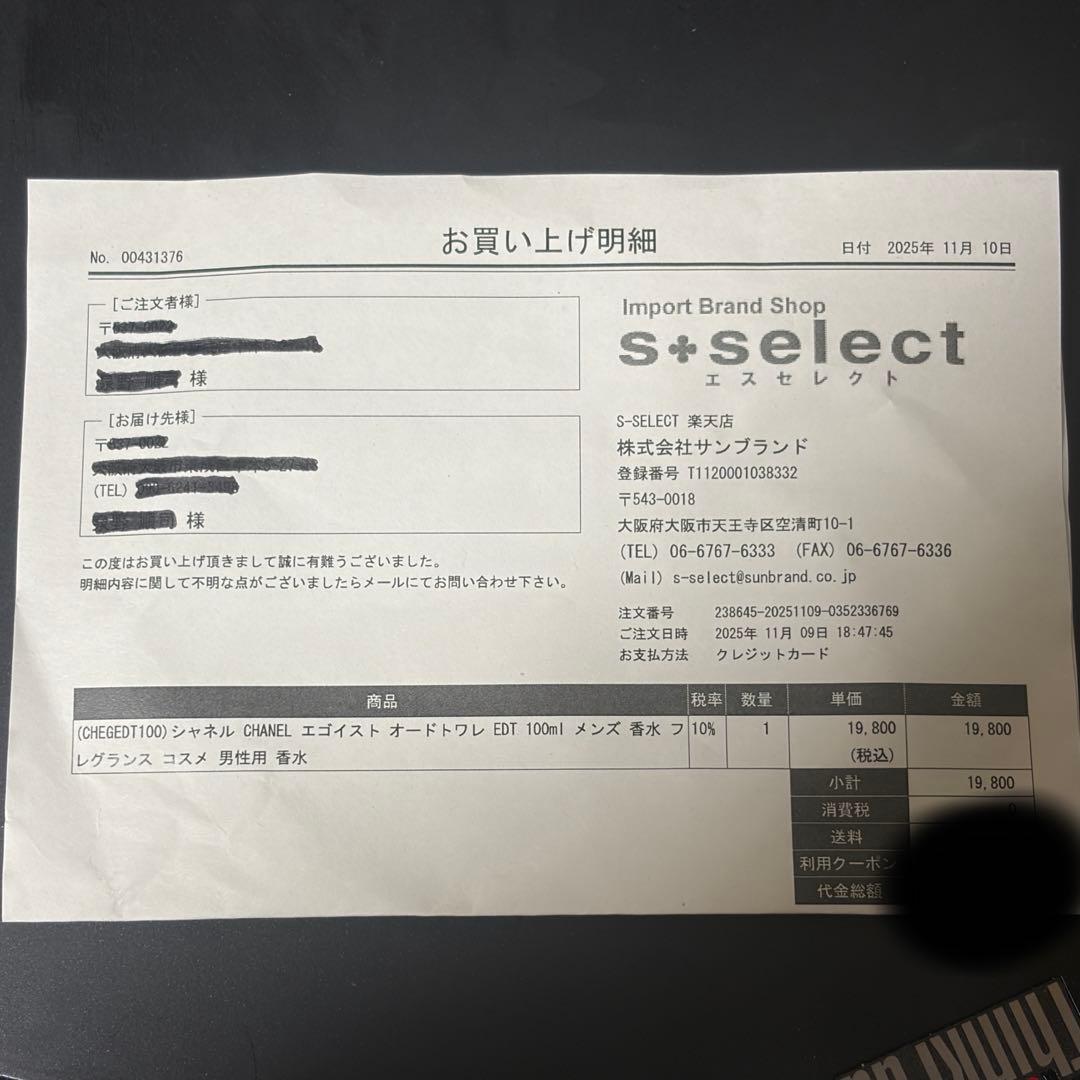 お買い上げ明細
No. 00431376
日付 2025年 11月 10日
[ご注文者様]
〒
様
[お届け先様]
〒
(TEL)
様
この度はお買い上げ頂きまして誠に有難うございました。
明細内容に関して不明な点がございましたらメールにてお問い合わせ下さい。
Import Brand Shop
s+select
エスセレクト
S-SELECT 楽天店
株式会社サンブランド
登録番号 T1120001038332
〒543-0018
大阪府大阪市天王寺区空清町10-1
(TEL) 06-6767-6333 (FAX) 06-6767-6336
(Mail) s-select@sunbrand.co.jp
注文番号 238645-20251109-0352336769
ご注文日時 2025年 11月 09日 18:47:45
お支払方法 クレジットカード
商品 税率 数量 単価 金額
(CHEGEDT100)シャネル CHANEL エゴイスト オードトワレ EDT 100ml メンズ 香水 フ 10% 1 19,800 19,800
レグランス コスメ 男性用 香水 (税込)
小計 19,800
消費税 0
送料
利用クーポン
代金総額